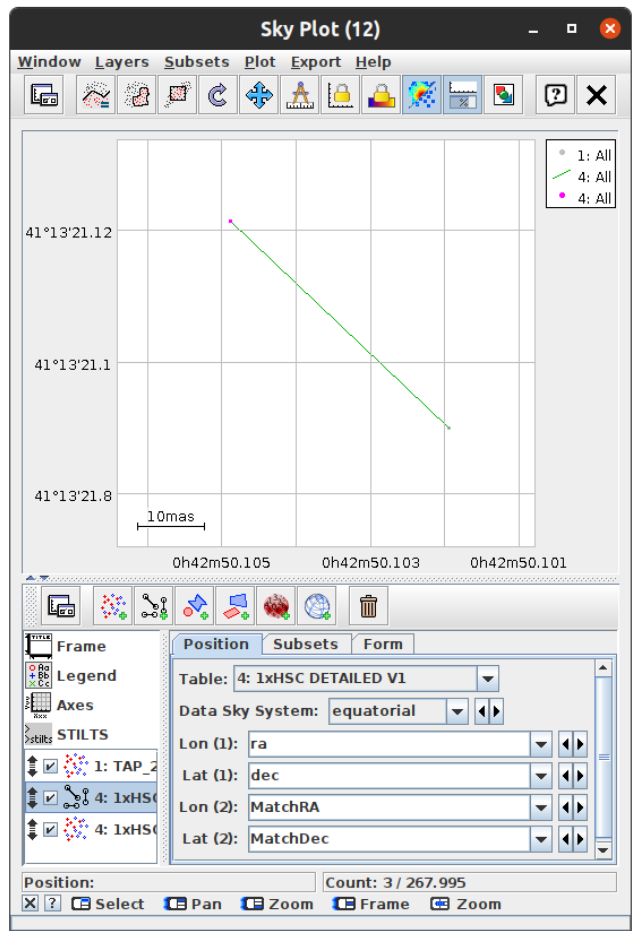 Sky Plot (12)
Window Layers Subsets Plot Export Help
1: All
4: All
4: All
41°13'21.12
41°13'21.1
41°13'21.8
10mas
0h42m50.105 0h42m50.103 0h42m50.101
Frame
Legend
Axes
STILTS
1: TAP_2
4: 1xHSC
4: 1xHSC
Position Subsets Form
Table: 4: 1xHSC DETAILED V1
Data Sky System: equatorial
Lon (1): ra
Lat (1): dec
Lon (2): MatchRA
Lat (2): MatchDec
Position: Count: 3 / 267.995
Select Pan Zoom Frame Zoom